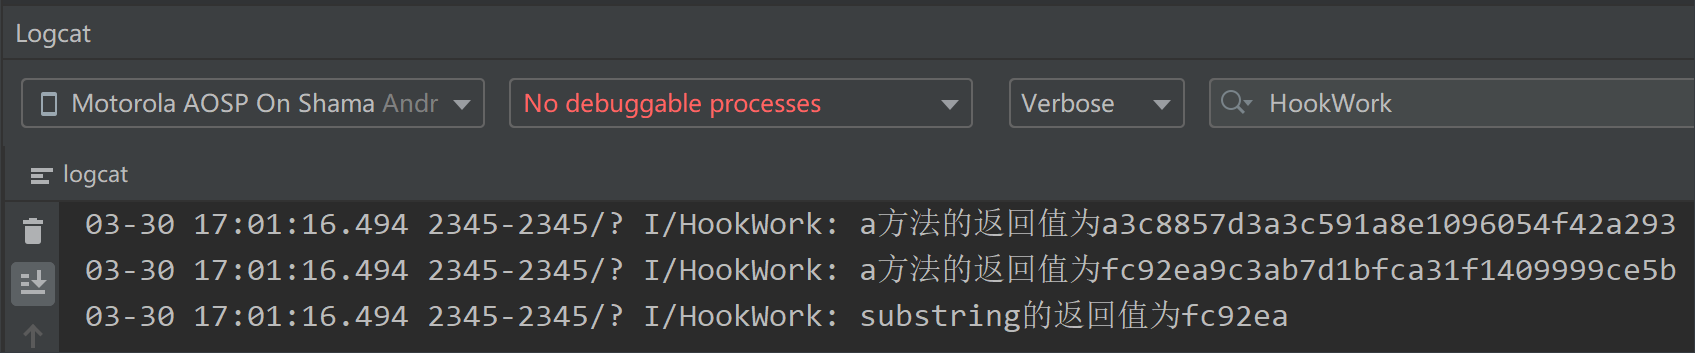 Logcat
Motorola AOSP On Shama Andr No debuggable processes Verbose HookWork
logcat
03-30 17:01:16.494 2345-2345/? I/HookWork: a方法的返回值为a3c8857d3a3c591a8e1096054f42a293
03-30 17:01:16.494 2345-2345/? I/HookWork: a方法的返回值为fc92ea9c3ab7d1bfca31f1409999ce5b
03-30 17:01:16.494 2345-2345/? I/HookWork: substring的返回值为fc92ea